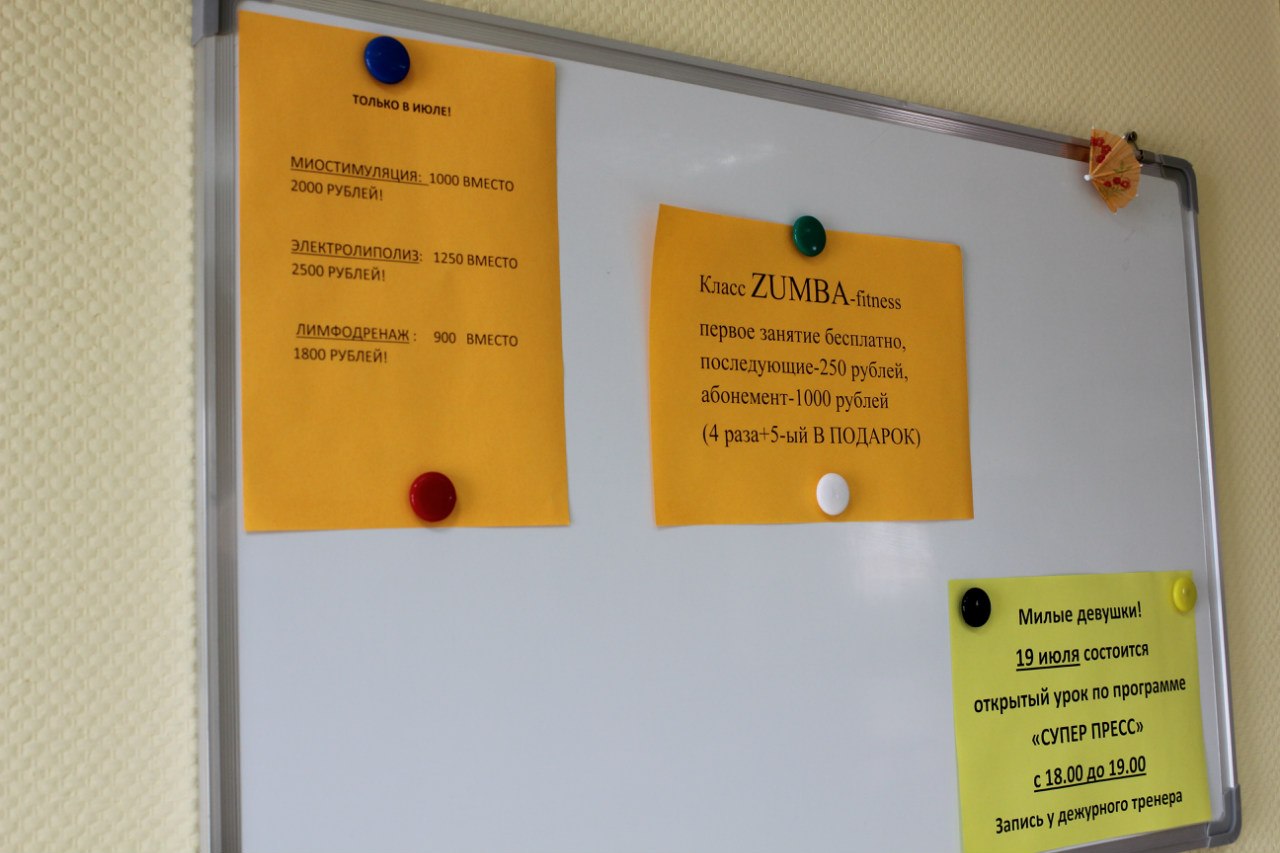 ТОЛЬКО В ИЮЛЕ!
МИОСТИМУЛЯЦИЯ: 1000 ВМЕСТО
2000 РУБЛЕЙ!
ЭЛЕКТРОЛИПОЛИЗ: 1250 ВМЕСТО
2500 РУБЛЕЙ!
ЛИМФОДРЕНАЖ : 900 ВМЕСТО
1800 РУБЛЕЙ!
Класс ZUMBA-fitness
первое занятие бесплатно,
последующие-250 рублей,
абонемент-1000 рублей
(4 раза+5-ый В ПОДАРОК)
Милые девушки!
19 июля состоится
открытый урок по программе
«СУПЕР ПРЕСС»
с 18.00 до 19.00
Запись у дежурного тренера